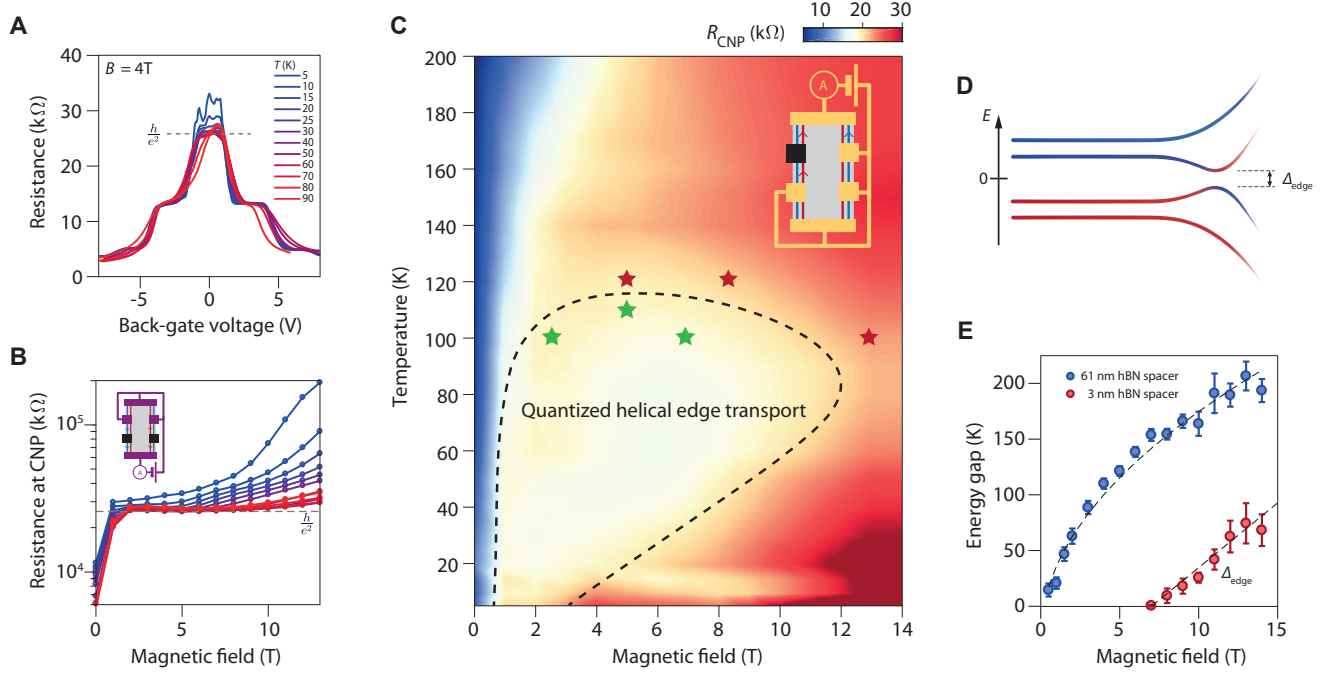 A
B = 4T
T (K)
5
10
15
20
25
30
40
50
60
70
80
90
h
e²
40
30
20
10
0
Resistance (kΩ)
-5
0
5
Back-gate voltage (V)
B
10⁵
10⁴
Resistance at CNP (kΩ)
A
h
e²
0
5
10
Magnetic field (T)
C
R_CNP (kΩ)
10
20
30
A
200
180
160
140
120
100
80
60
40
20
Temperature (K)
Quantized helical edge transport
0
2
4
6
8
10
12
14
Magnetic field (T)
D
E
0
Δ_edge
E
61 nm hBN spacer
3 nm hBN spacer
200
150
100
50
0
Energy gap (K)
Δ_edge
0
5
10
15
Magnetic field (T)